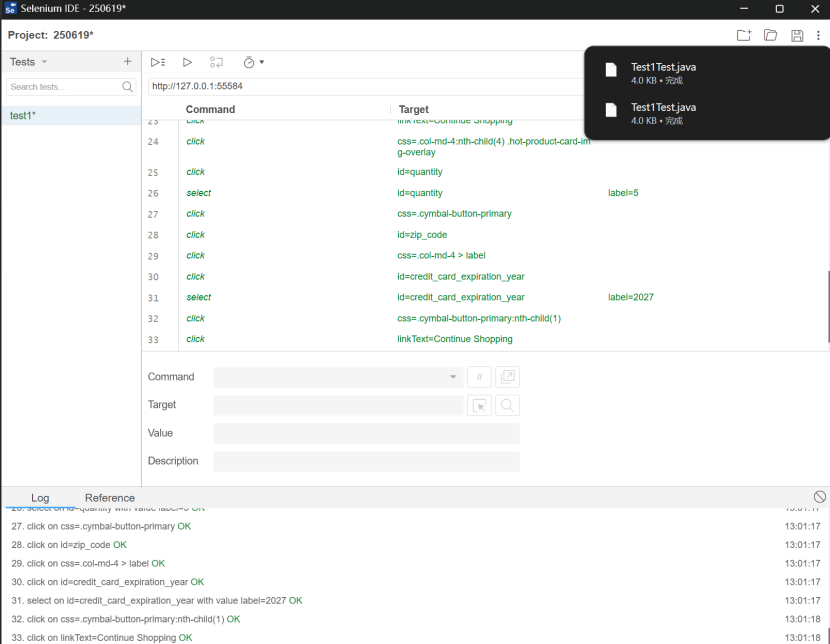 Selenium IDE - 250619*
Project: 250619*
Tests
Search tests...
test1*
http://127.0.0.1:55584
Test1Test.java
4.0 KB • 完成
Test1Test.java
4.0 KB • 完成
Command Target
23 click linkText=Continue Shopping
24 click css=.col-md-4:nth-child(4) .hot-product-card-im
g-overlay
25 click id=quantity
26 select id=quantity label=5
27 click css=.cymbal-button-primary
28 click id=zip_code
29 click css=.col-md-4 > label
30 click id=credit_card_expiration_year
31 select id=credit_card_expiration_year label=2027
32 click css=.cymbal-button-primary:nth-child(1)
33 click linkText=Continue Shopping
Command
//
Target
Value
Description
Log Reference
26. select on id=quantity with value label=5 OK 13:01:17
27. click on css=.cymbal-button-primary OK 13:01:17
28. click on id=zip_code OK 13:01:17
29. click on css=.col-md-4 > label OK 13:01:17
30. click on id=credit_card_expiration_year OK 13:01:17
31. select on id=credit_card_expiration_year with value label=2027 OK 13:01:17
32. click on css=.cymbal-button-primary:nth-child(1) OK 13:01:18
33. click on linkText=Continue Shopping OK 13:01:18